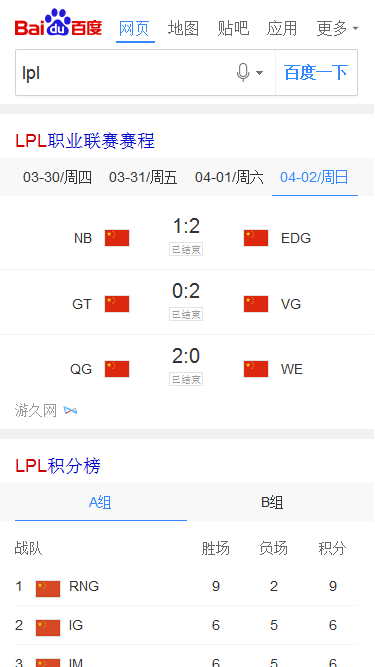 Bai du 百度 网页 地图 贴吧 应用 更多
lpl 百度一下
LPL职业联赛赛程
03-30/周四 03-31/周五 04-01/周六 04-02/周日
NB 1:2 EDG
已结束
GT 0:2 VG
已结束
QG 2:0 WE
已结束
游久网
LPL积分榜
A组 B组
战队 胜场 负场 积分
1 RNG 9 2 9
2 IG 6 5 6
3 IM 6 5 6